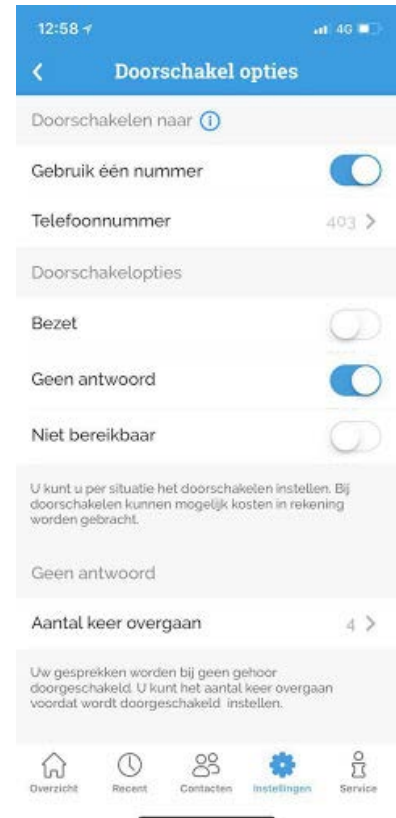 12:58
4G
Doorschakel opties
Doorschakelen naar
Gebruik één nummer
Telefoonnummer 403
Doorschakelopties
Bezet
Geen antwoord
Niet bereikbaar
U kunt u per situatie het doorschakelen instellen. Bij
doorschakelen kunnen mogelijk kosten in rekening
worden gebracht.
Geen antwoord
Aantal keer overgaan 4
Uw gesprekken worden bij geen gehoor
doorgeschakeld. U kunt het aantal keer overgaan
voordat wordt doorgeschakeld instellen.
Overzicht Recent Contacten Instellingen Service